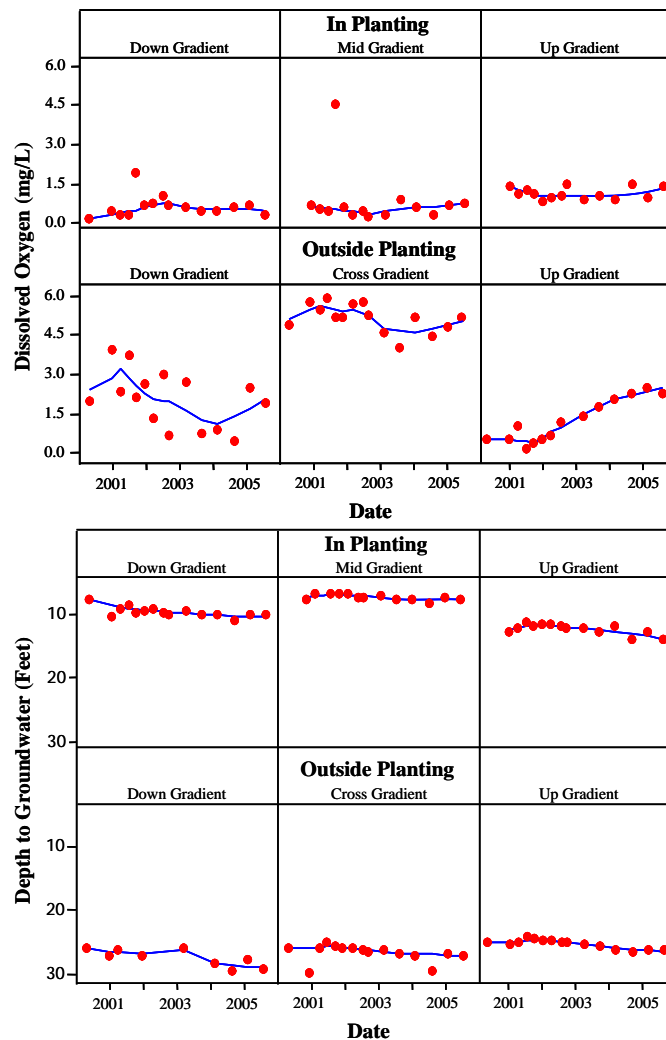 In Planting
Down Gradient Mid Gradient Up Gradient
6.0
4.5
3.0
1.5
0.0
Dissolved Oxygen (mg/L)
Outside Planting
Down Gradient Cross Gradient Up Gradient
6.0
4.5
3.0
1.5
0.0
2001 2003 2005 2001 2003 2005 2001 2003 2005
Date
In Planting
Down Gradient Mid Gradient Up Gradient
10
20
30
Depth to Groundwater (Feet)
Outside Planting
Down Gradient Cross Gradient Up Gradient
10
20
30
2001 2003 2005 2001 2003 2005 2001 2003 2005
Date